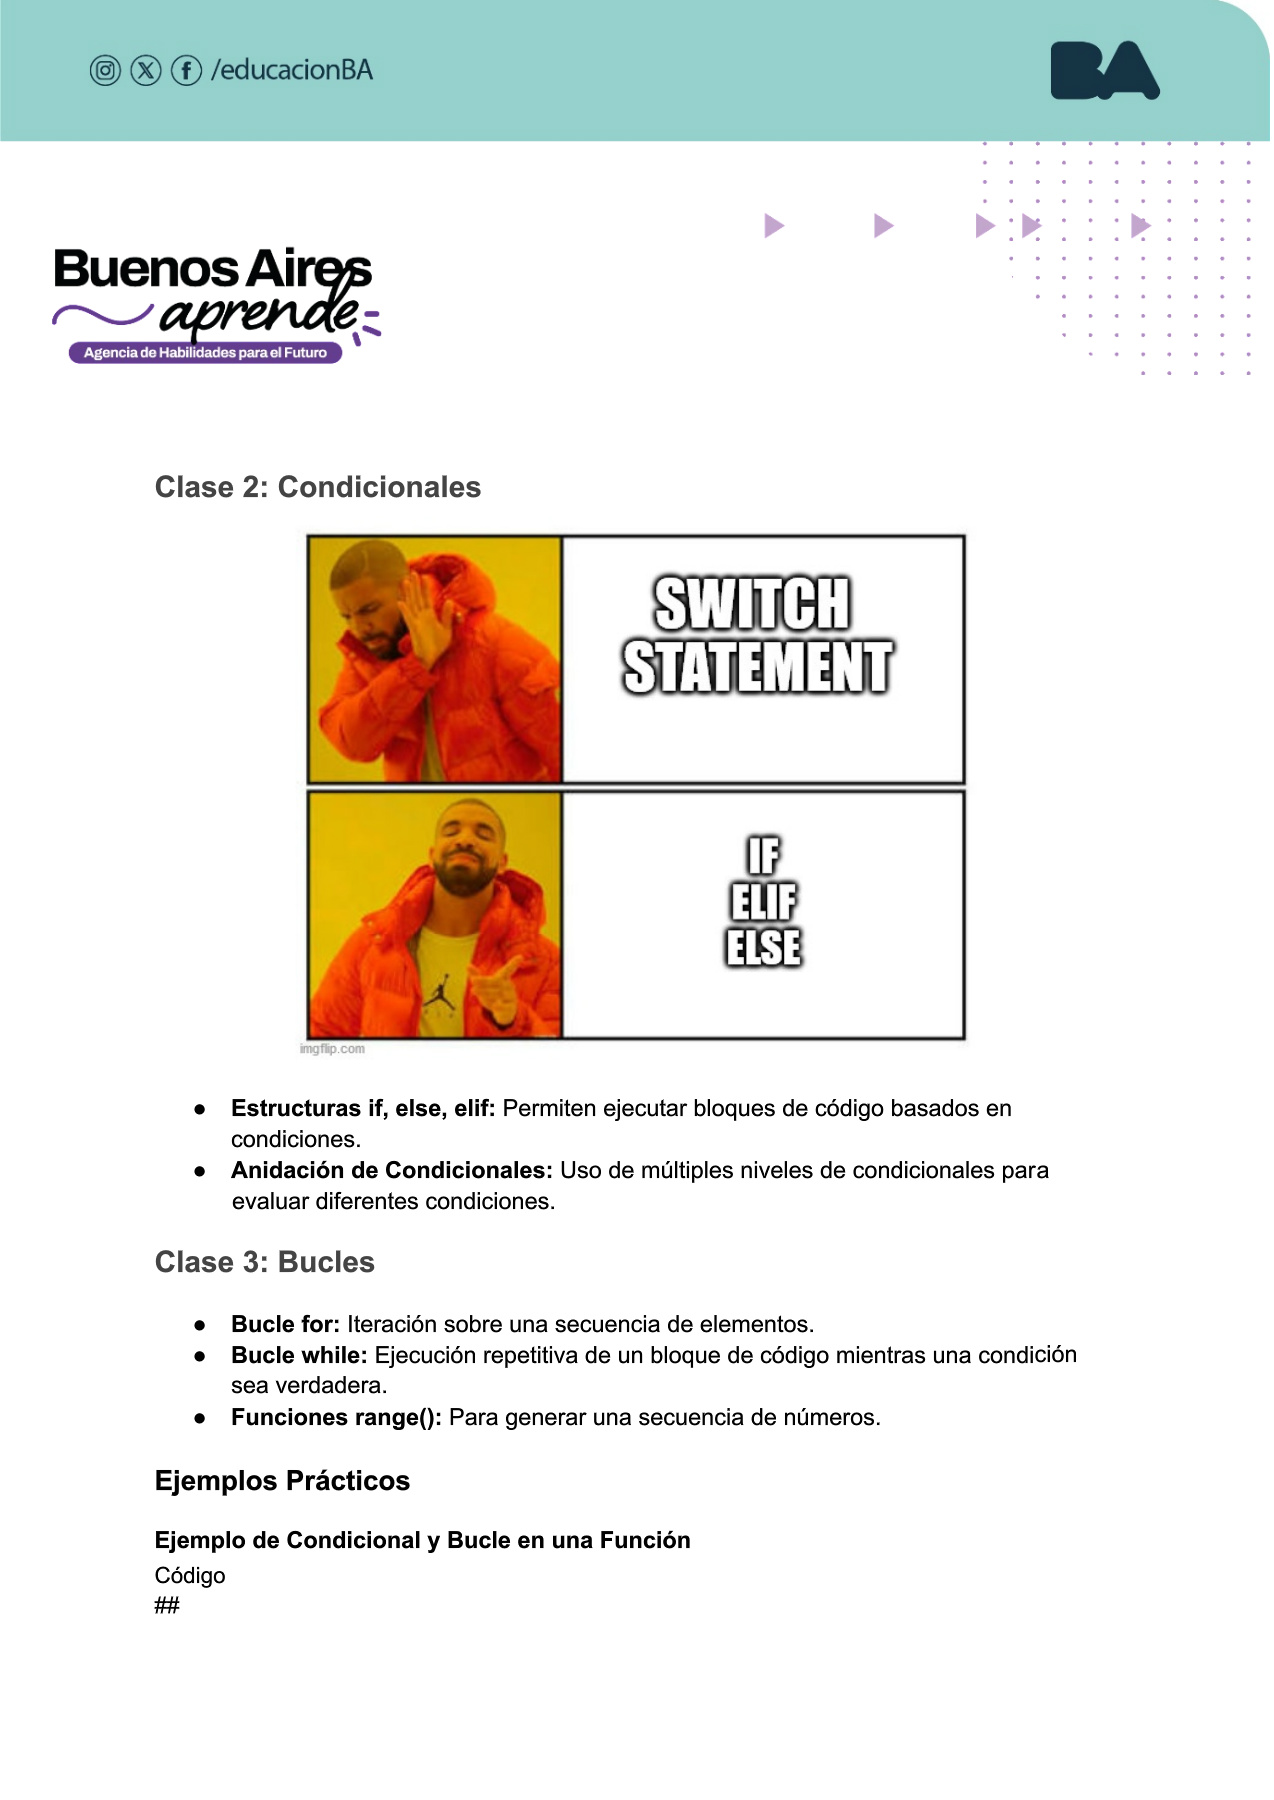 /educacionBA
BA
Buenos Aires
aprende
Agencia de Habilidades para el Futuro
Clase 2: Condicionales
SWITCH
STATEMENT
IF
ELIF
ELSE
imgflip.com
● Estructuras if, else, elif: Permiten ejecutar bloques de código basados en
condiciones.
● Anidación de Condicionales: Uso de múltiples niveles de condicionales para
evaluar diferentes condiciones.
Clase 3: Bucles
● Bucle for: Iteración sobre una secuencia de elementos.
● Bucle while: Ejecución repetitiva de un bloque de código mientras una condición
sea verdadera.
● Funciones range(): Para generar una secuencia de números.
Ejemplos Prácticos
Ejemplo de Condicional y Bucle en una Función
Código
##